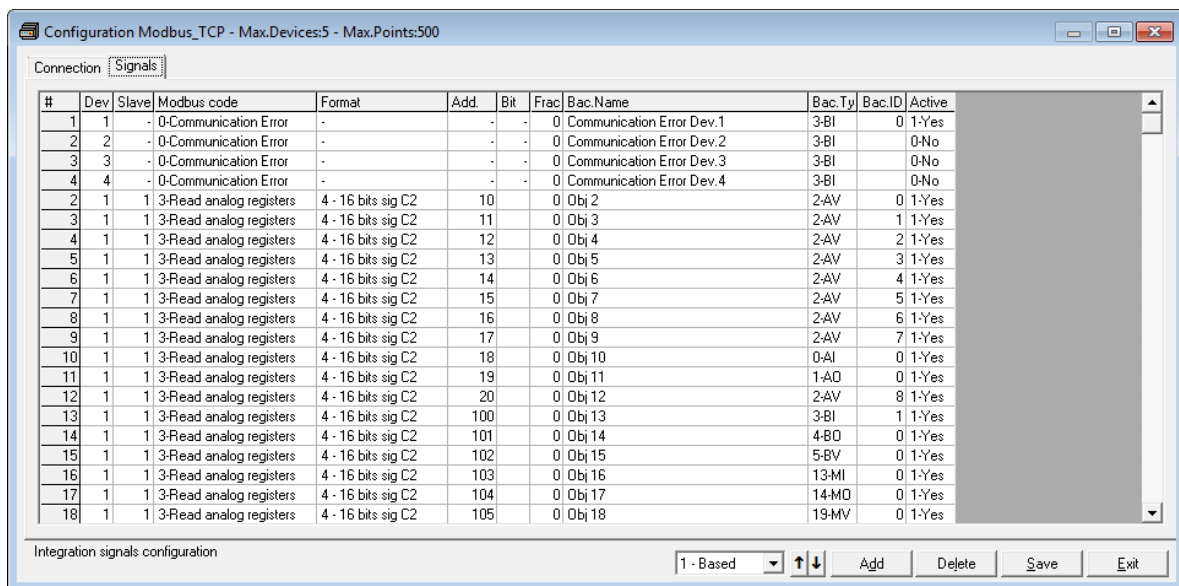 Configuration Modbus_TCP - Max.Devices:5 - Max.Points:500
Connection Signals
# Dev Slave Modbus code Format Add. Bit Frac Bac.Name Bac.Ty Bac.ID Active
1 1 - 0-Communication Error - - - 0 Communication Error Dev.1 3-BI 0 1-Yes
2 2 - 0-Communication Error - - - 0 Communication Error Dev.2 3-BI 0-No
3 3 - 0-Communication Error - - - 0 Communication Error Dev.3 3-BI 0-No
4 4 - 0-Communication Error - - - 0 Communication Error Dev.4 3-BI 0-No
2 1 1 3-Read analog registers 4 - 16 bits sig C2 10 0 Obj 2 2-AV 0 1-Yes
3 1 1 3-Read analog registers 4 - 16 bits sig C2 11 0 Obj 3 2-AV 1 1-Yes
4 1 1 3-Read analog registers 4 - 16 bits sig C2 12 0 Obj 4 2-AV 2 1-Yes
5 1 1 3-Read analog registers 4 - 16 bits sig C2 13 0 Obj 5 2-AV 3 1-Yes
6 1 1 3-Read analog registers 4 - 16 bits sig C2 14 0 Obj 6 2-AV 4 1-Yes
7 1 1 3-Read analog registers 4 - 16 bits sig C2 15 0 Obj 7 2-AV 5 1-Yes
8 1 1 3-Read analog registers 4 - 16 bits sig C2 16 0 Obj 8 2-AV 6 1-Yes
9 1 1 3-Read analog registers 4 - 16 bits sig C2 17 0 Obj 9 2-AV 7 1-Yes
10 1 1 3-Read analog registers 4 - 16 bits sig C2 18 0 Obj 10 0-AI 0 1-Yes
11 1 1 3-Read analog registers 4 - 16 bits sig C2 19 0 Obj 11 1-AO 0 1-Yes
12 1 1 3-Read analog registers 4 - 16 bits sig C2 20 0 Obj 12 2-AV 8 1-Yes
13 1 1 3-Read analog registers 4 - 16 bits sig C2 100 0 Obj 13 3-BI 1 1-Yes
14 1 1 3-Read analog registers 4 - 16 bits sig C2 101 0 Obj 14 4-BO 0 1-Yes
15 1 1 3-Read analog registers 4 - 16 bits sig C2 102 0 Obj 15 5-BV 0 1-Yes
16 1 1 3-Read analog registers 4 - 16 bits sig C2 103 0 Obj 16 13-MI 0 1-Yes
17 1 1 3-Read analog registers 4 - 16 bits sig C2 104 0 Obj 17 14-MO 0 1-Yes
18 1 1 3-Read analog registers 4 - 16 bits sig C2 105 0 Obj 18 19-MV 0 1-Yes
Integration signals configuration
1 - Based Add Delete Save Exit